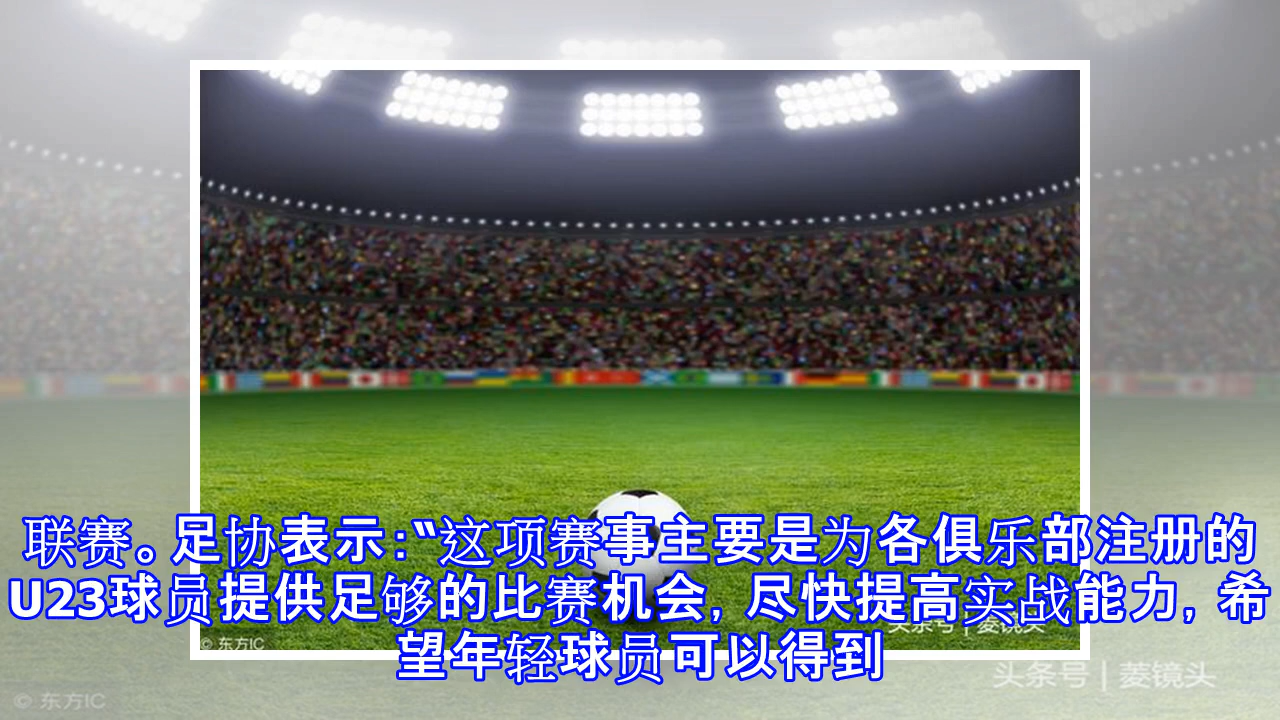 联赛。足协表示:“这项赛事主要是为各俱乐部注册的
U23球员提供足够的比赛机会, 尽快提高实战能力, 希
望年轻球员可以得到
头条号 | 菱镜头
© 东方IC
头条号 | 菱镜头
© 东方IC